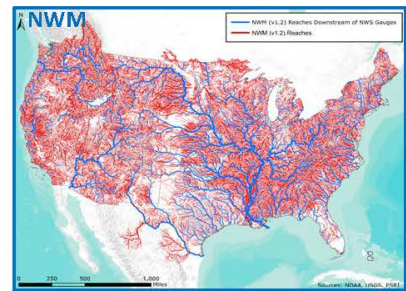 N
NWM
NWM (v1.2) Reaches Downstream of NWS Gauges
NWM (v1.2) Reaches
0 250 500 1,000
Miles
Sources: NOAA, USGS, ESRI